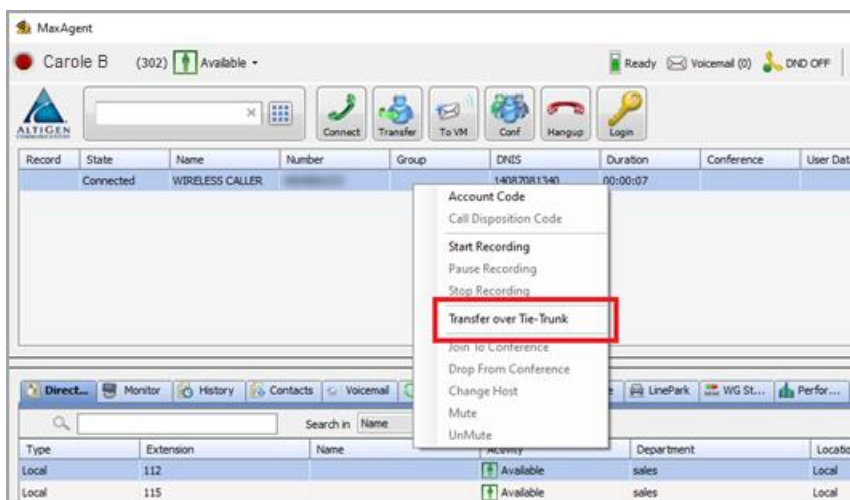 MaxAgent
Carole B (302) Available Ready Voicemail (0) DND OFF
ALTIGEN
Connect Transfer To VM Conf Hangup Login
Record State Name Number Group DNIS Duration Conference User Dat
Connected WIRELESS CALLER 14087081340 00:00:07
Account Code
Call Disposition Code
Start Recording
Pause Recording
Stop Recording
Transfer over Tie-Trunk
Join To Conference
Drop From Conference
Change Host
Mute
UnMute
Direct... Monitor History Contacts Voicemail LinePark WG St... Perfor...
Search in Name
Type Extension Name Activity Department Locatio
Local 112 Available sales Local
Local 115 Available sales Local